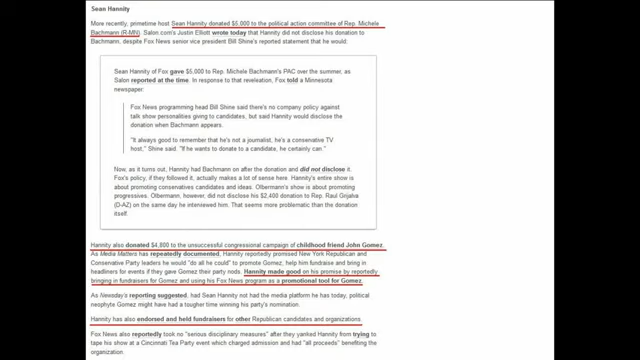 Sean Hannity
More recently, primetime host Sean Hannity donated $5,000 to the political action committee of Rep. Michele
Bachmann (R-MN). Salon.com's Justin Elliott wrote today that Hannity did not disclose his donation to
Bachmann, despite Fox News senior vice president Bill Shine's reported statement that he would:
Sean Hannity of Fox gave $5,000 to Rep. Michele Bachmann's PAC over the summer, as
Salon reported at the time. In response to that reveleation, Fox told a Minnesota
newspaper:
Fox News programming head Bill Shine said there's no company policy against
talk show personalities giving to candidates, but said Hannity would disclose the
donation when Bachmann appears.
"It always good to remember that he's not a journalist, he's a conservative TV
host," Shine said. "If he wants to donate to a candidate, he certainly can."
Now, as it turns out, Hannity had Bachmann on after the donation and did not disclose it.
Fox's policy, if they followed it, actually makes a lot of sense here. Hannity's entire show is
about promoting conservatives candidates and ideas. Olbermann's show is about promoting
progressives. Olbermann, however, did not disclose his $2,400 donation to Rep. Raul Grijalva
(D-AZ) on the same day he interviewed him. That seems more problematic than the donation
itself.
Hannity also donated $4,800 to the unsuccessful congressional campaign of childhood friend John Gomez.
As Media Matters has repeatedly documented, Hannity reportedly promised New York Republican and
Conservative Party leaders he would "do all he could" to promote Gomez, help him fundraise and bring in
headliners for events if they gave Gomez their party nods. Hannity made good on his promise by reportedly
bringing in fundraisers for Gomez and using his Fox News program as a promotional tool for Gomez.
As Newsday's reporting suggested, had Sean Hannity not had the media platform he has today, political
neophyte Gomez might have had a tougher time winning his party's nomination.
Hannity has also endorsed and held fundraisers for other Republican candidates and organizations.
Fox News also reportedly took no "serious disciplinary measures" after they yanked Hannity from trying to
tape his show at a Cincinnati Tea Party event which charged admission and had "all proceeds" benefiting the
organization.